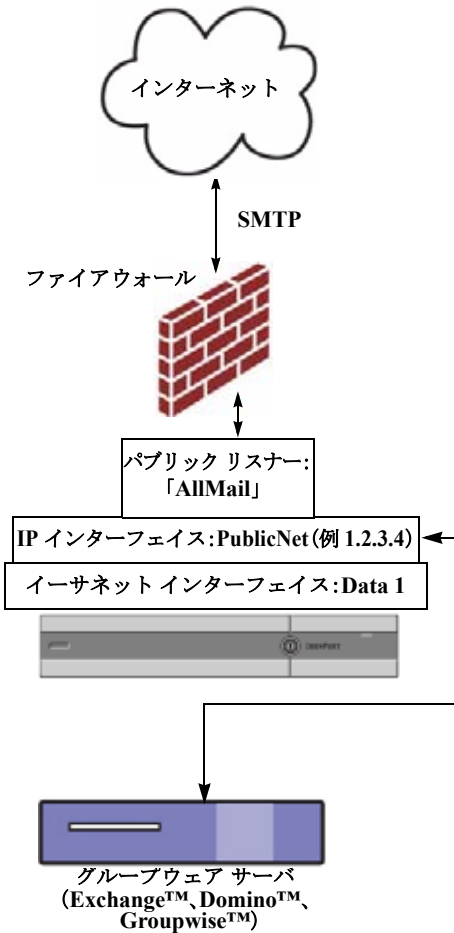 インターネット
SMTP
ファイアウォール
パブリック リスナー:
「AllMail」
IP インターフェイス:PublicNet(例 1.2.3.4)
イーサネット インターフェイス:Data 1
IRONPORT
グループウェア サーバ
(Exchange™、Domino™、
Groupwise™)